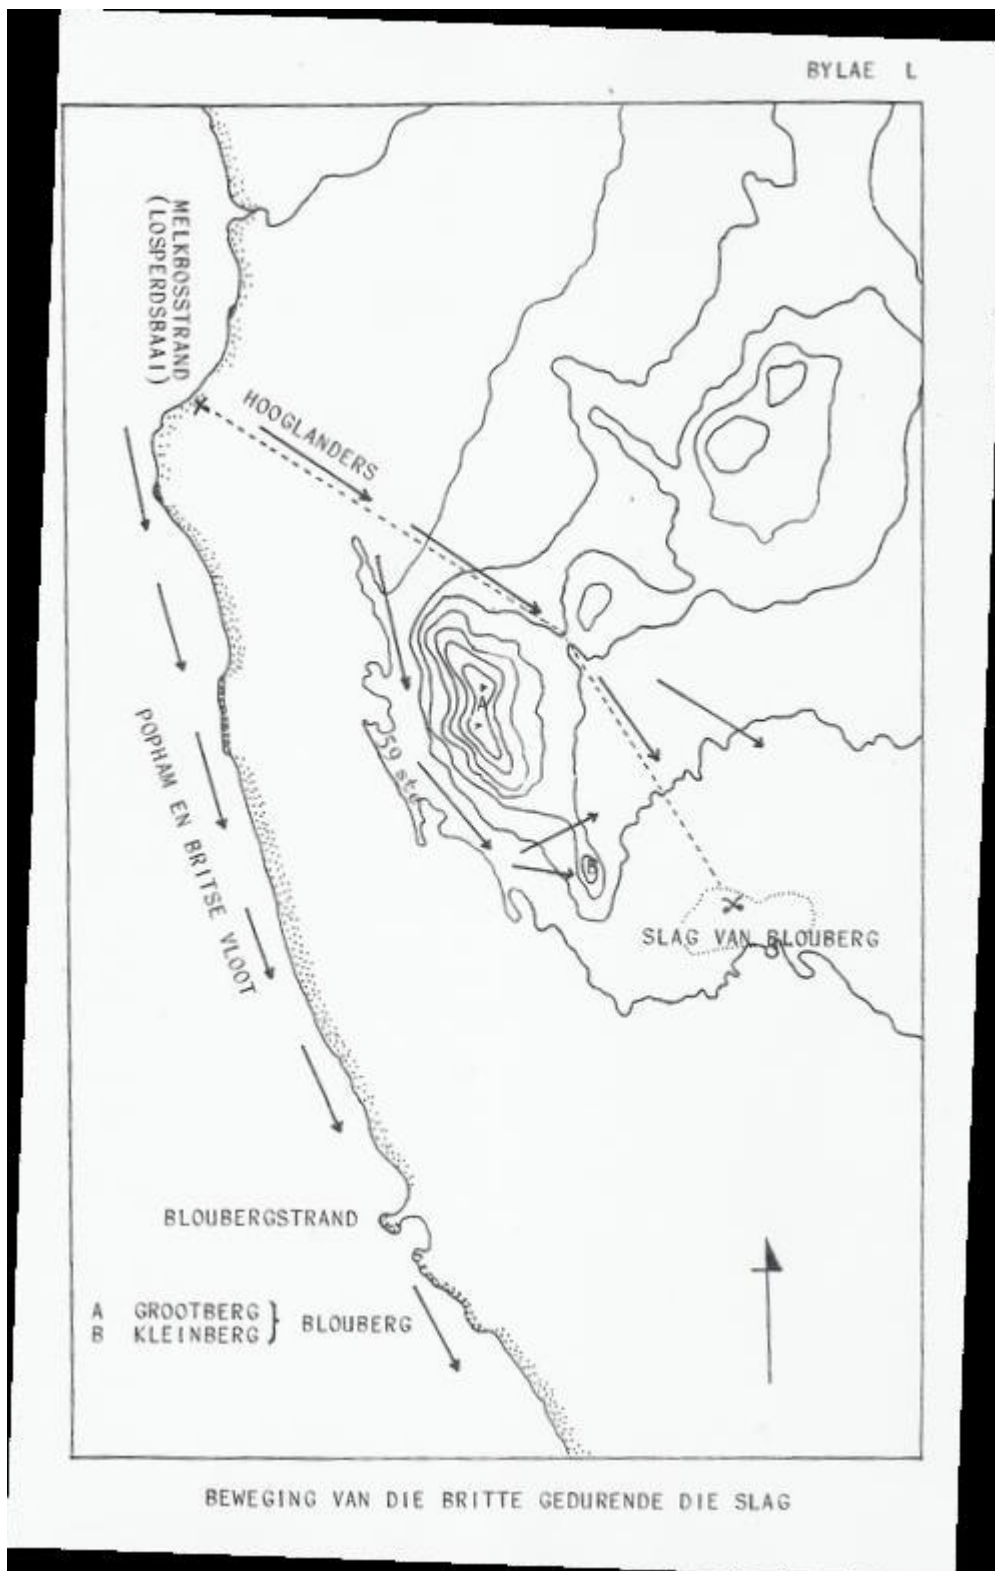 BYLAE L
MELKBOSSTRAND
(LOSPERDSBAAI)
HOOGLANDERS
A
59 ste
POPHAM EN BRITSE VLOOT
B
SLAG VAN BLOUBERG
BLOUBERGSTRAND
A GROOTBERG
B KLEINBERG
} BLOUBERG
BEWEGING VAN DIE BRITTE GEDURENDE DIE SLAG